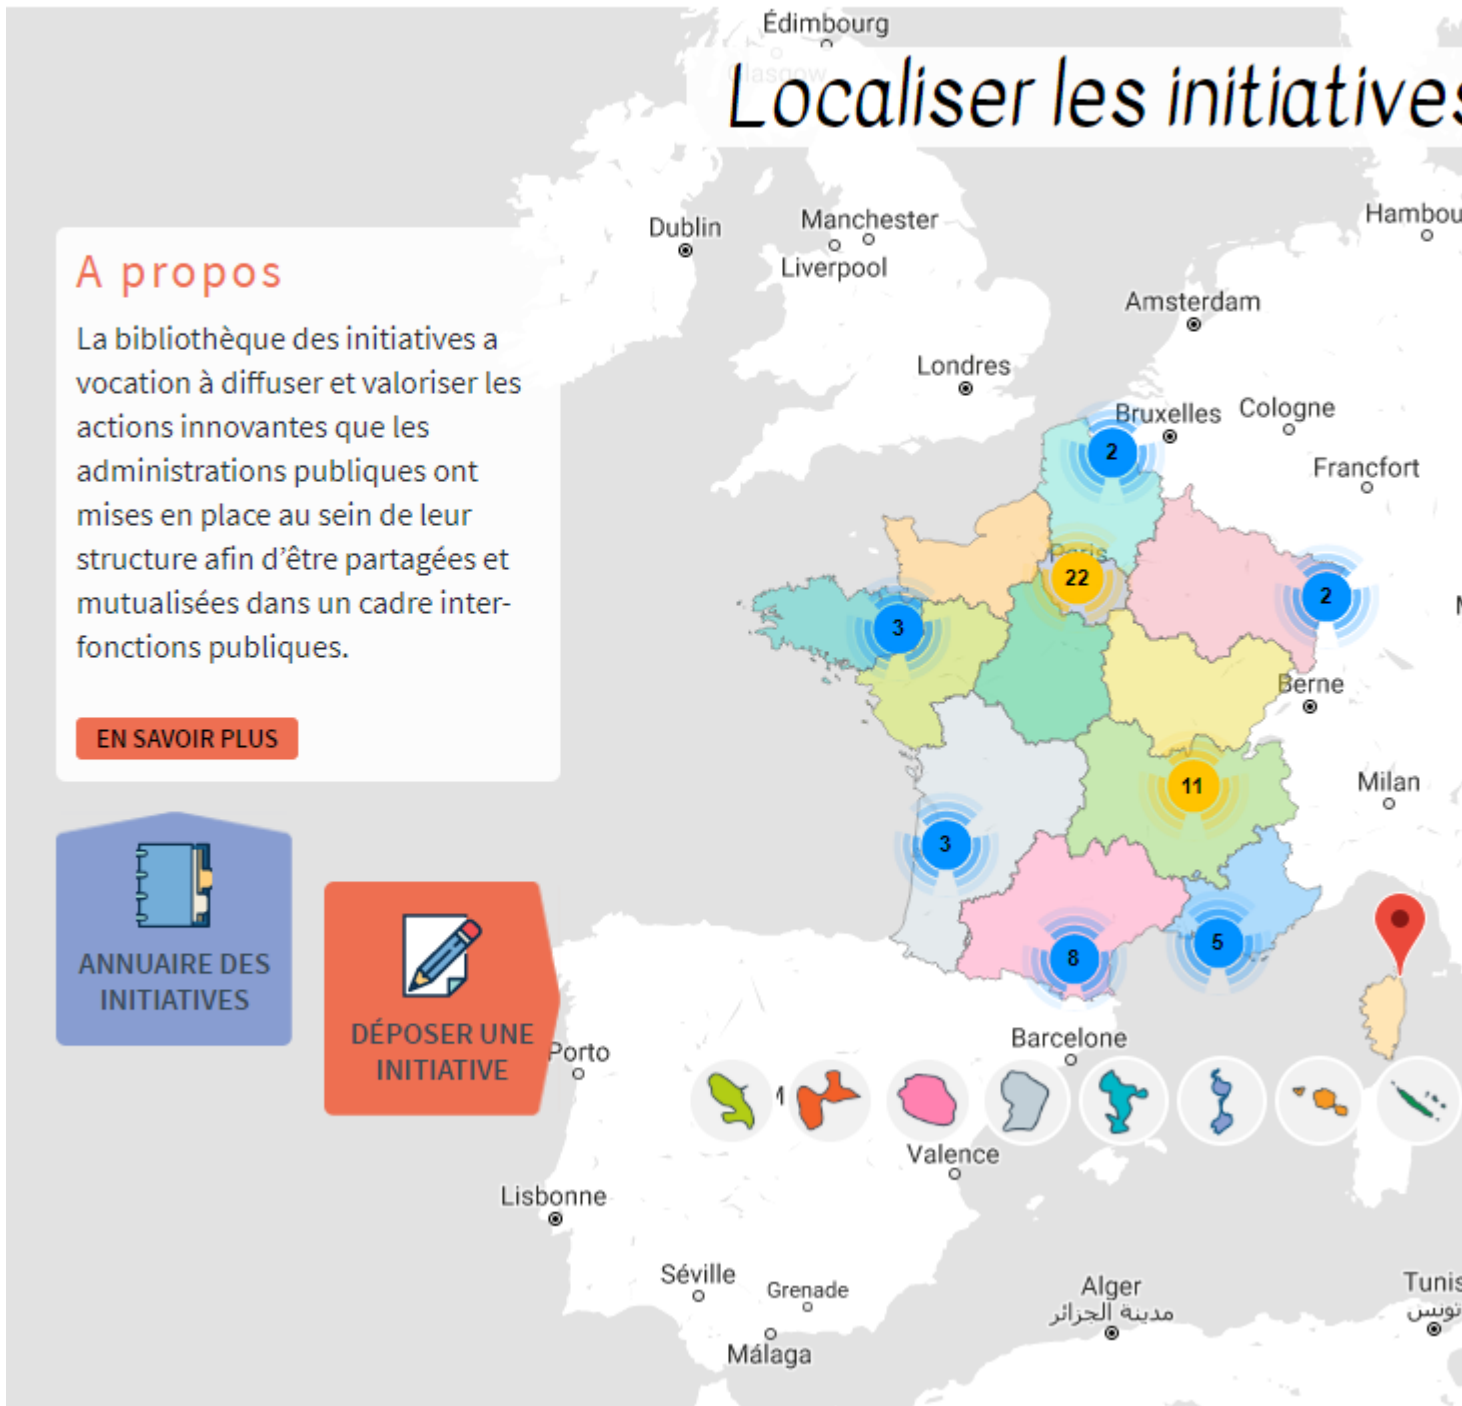 Édimbourg
Glasgow
Localiser les initiatives
Dublin
Manchester
Liverpool
Hambou
Amsterdam
Londres
Bruxelles
Cologne
Francfort
A propos
La bibliothèque des initiatives a
vocation à diffuser et valoriser les
actions innovantes que les
administrations publiques ont
mises en place au sein de leur
structure afin d'être partagées et
mutualisées dans un cadre inter-
fonctions publiques.
EN SAVOIR PLUS
2
Paris
22
2
3
Berne
11
Milan
3
8
5
ANNUAIRE DES
INITIATIVES
DÉPOSER UNE
INITIATIVE
Porto
Barcelone
Valence
Lisbonne
Séville
Grenade
Málaga
Alger
مدينة الجزائر
Tunis
تونس